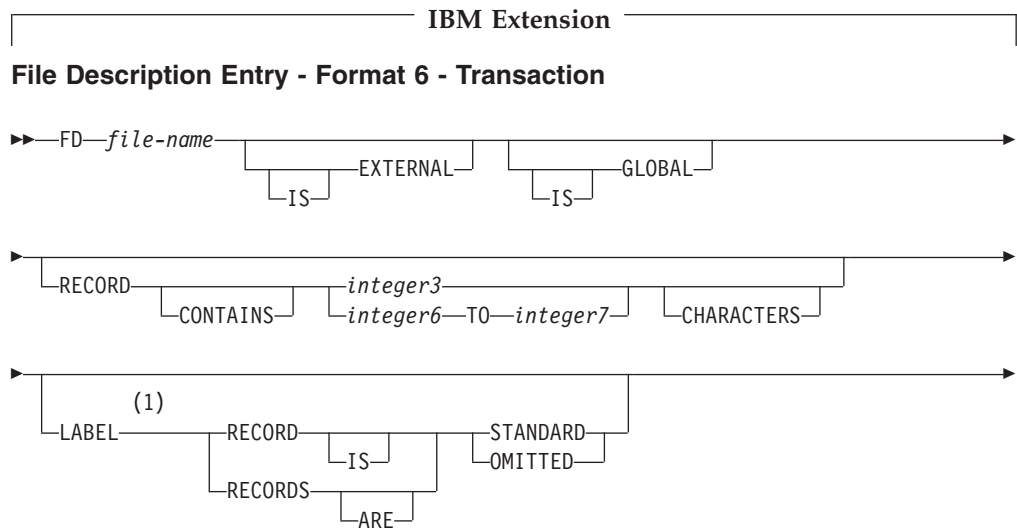 IBM Extension
File Description Entry - Format 6 - Transaction
FD file-name
EXTERNAL GLOBAL
IS IS
RECORD integer3
CONTAINS integer6 TO integer7 CHARACTERS
(1)
LABEL RECORD STANDARD
IS OMITTED
RECORDS
ARE